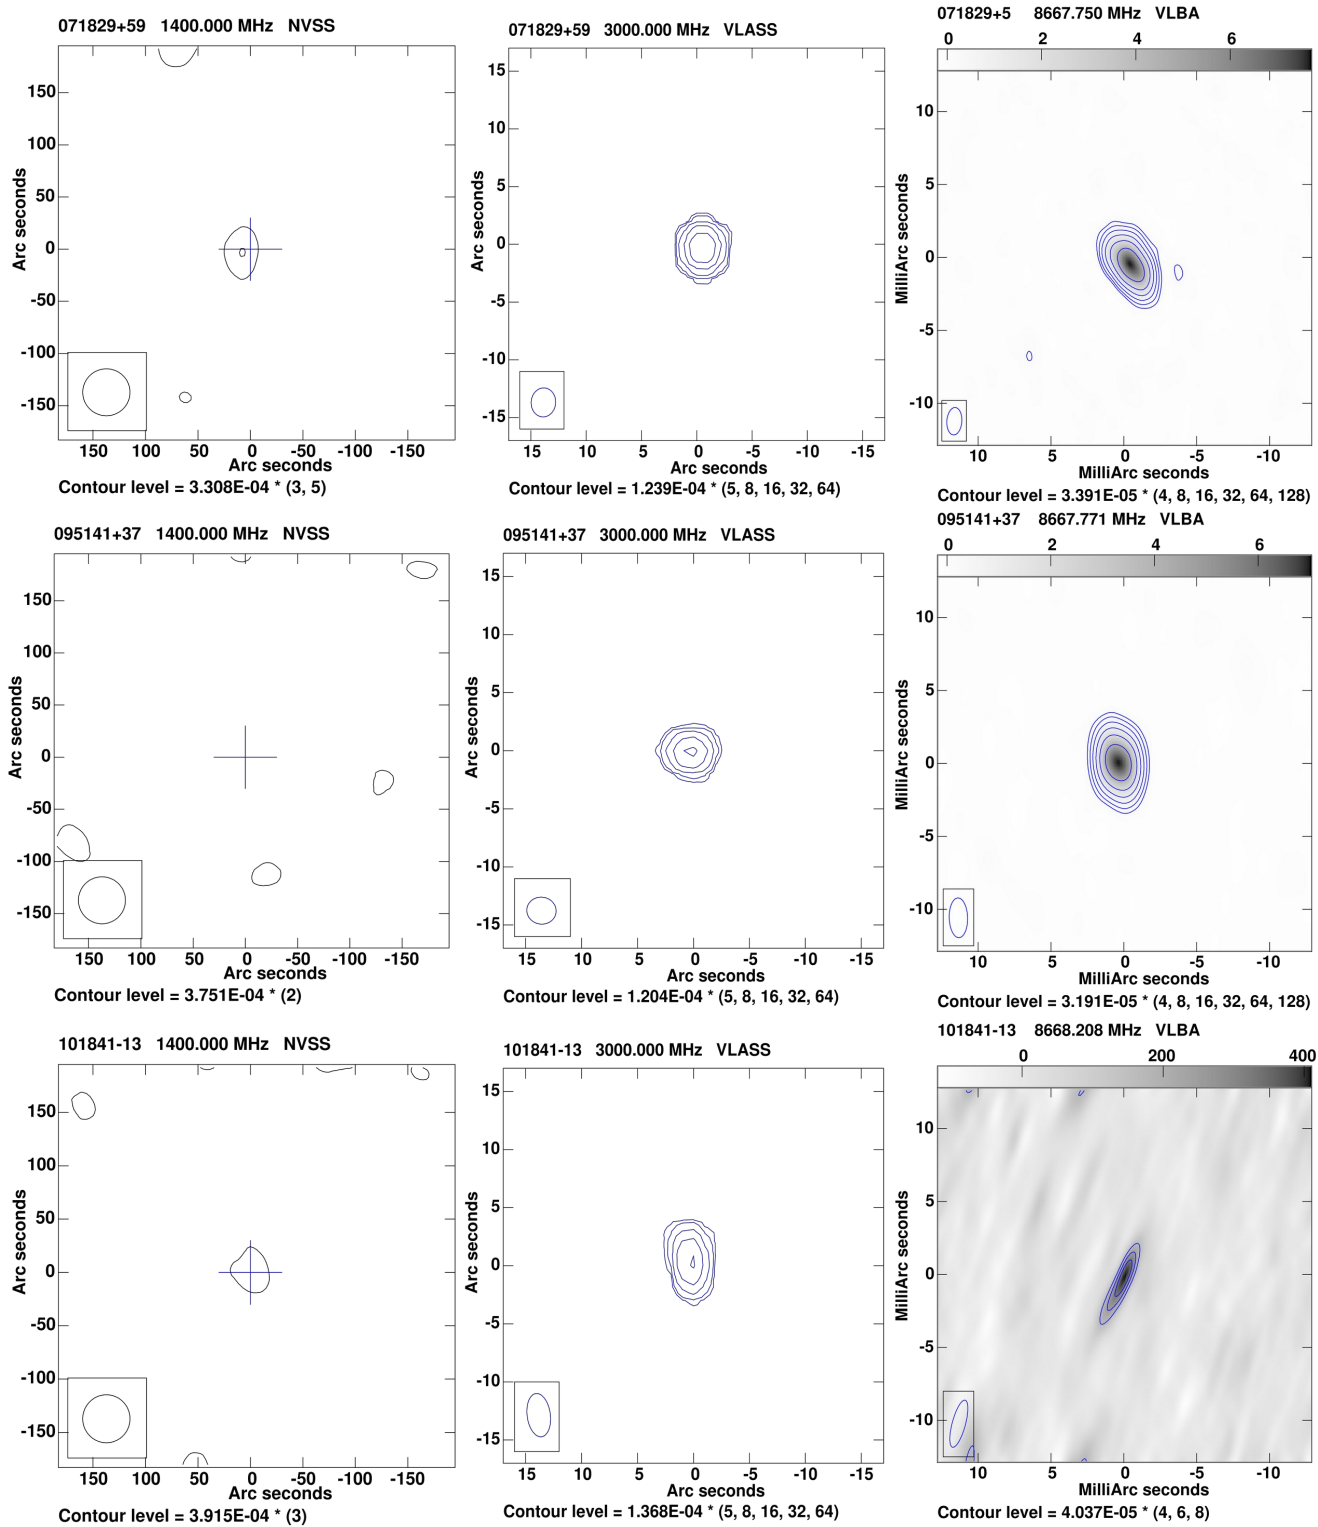 071829+59 1400.000 MHz NVSS
150
100
50
0
-50
-100
-150
Arc seconds
150 100 50 0 -50 -100 -150
Arc seconds
Contour level = 3.308E-04 * (3, 5)
071829+59 3000.000 MHz VLASS
15
10
5
0
-5
-10
-15
Arc seconds
15 10 5 0 -5 -10 -15
Arc seconds
Contour level = 1.239E-04 * (5, 8, 16, 32, 64)
071829+5 8667.750 MHz VLBA
0 2 4 6
10
5
0
-5
-10
MilliArc seconds
10 5 0 -5 -10
MilliArc seconds
Contour level = 3.391E-05 * (4, 8, 16, 32, 64, 128)
095141+37 1400.000 MHz NVSS
150
100
50
0
-50
-100
-150
Arc seconds
150 100 50 0 -50 -100 -150
Arc seconds
Contour level = 3.751E-04 * (2)
095141+37 3000.000 MHz VLASS
15
10
5
0
-5
-10
-15
Arc seconds
15 10 5 0 -5 -10 -15
Arc seconds
Contour level = 1.204E-04 * (5, 8, 16, 32, 64)
095141+37 8667.771 MHz VLBA
0 2 4 6
10
5
0
-5
-10
MilliArc seconds
10 5 0 -5 -10
MilliArc seconds
Contour level = 3.191E-05 * (4, 8, 16, 32, 64, 128)
101841-13 1400.000 MHz NVSS
150
100
50
0
-50
-100
-150
Arc seconds
150 100 50 0 -50 -100 -150
Arc seconds
Contour level = 3.915E-04 * (3)
101841-13 3000.000 MHz VLASS
15
10
5
0
-5
-10
-15
Arc seconds
15 10 5 0 -5 -10 -15
Arc seconds
Contour level = 1.368E-04 * (5, 8, 16, 32, 64)
101841-13 8668.208 MHz VLBA
0 200 400
10
5
0
-5
-10
MilliArc seconds
10 5 0 -5 -10
MilliArc seconds
Contour level = 4.037E-05 * (4, 6, 8)